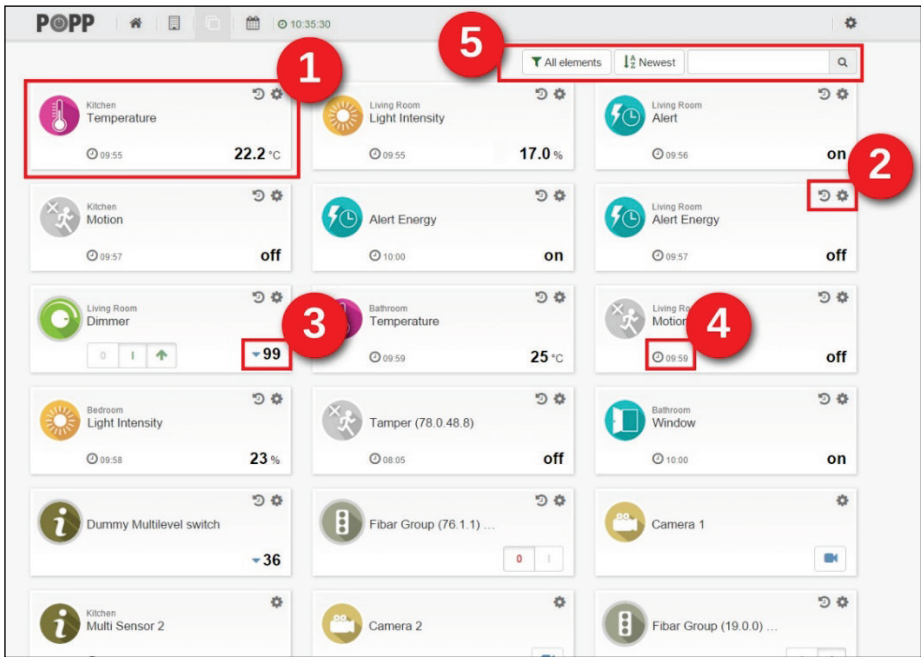 POPP
10:35:30
5
All elements
Newest
1
Kitchen
Temperature
09:55
22.2 °C
Living Room
Light Intensity
09:55
17.0 %
Living Room
Alert
09:56
on
2
Kitchen
Motion
09:57
off
Alert Energy
10:00
on
Living Room
Alert Energy
09:57
off
Living Room
Dimmer
0 I
99
3
Bathroom
Temperature
09:59
25 °C
Living
Motion
09:59
off
4
Bedroom
Light Intensity
09:58
23 %
Tamper (78.0.48.8)
08:05
off
Bathroom
Window
10:00
on
Dummy Multilevel switch
36
Fibar Group (76.1.1) ...
0 I
Camera 1
Kitchen
Multi Sensor 2
Camera 2
Fibar Group (19.0.0) ...